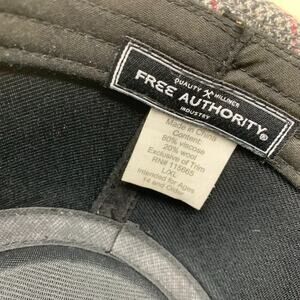 QUALITY MILLINER
FREE AUTHORITY®
INDUSTRY
Made in China
Content:
80% viscose
20% wool
Exclusive of Trim
RN# 115665
L/XL
Intended for Ages
14 and Older